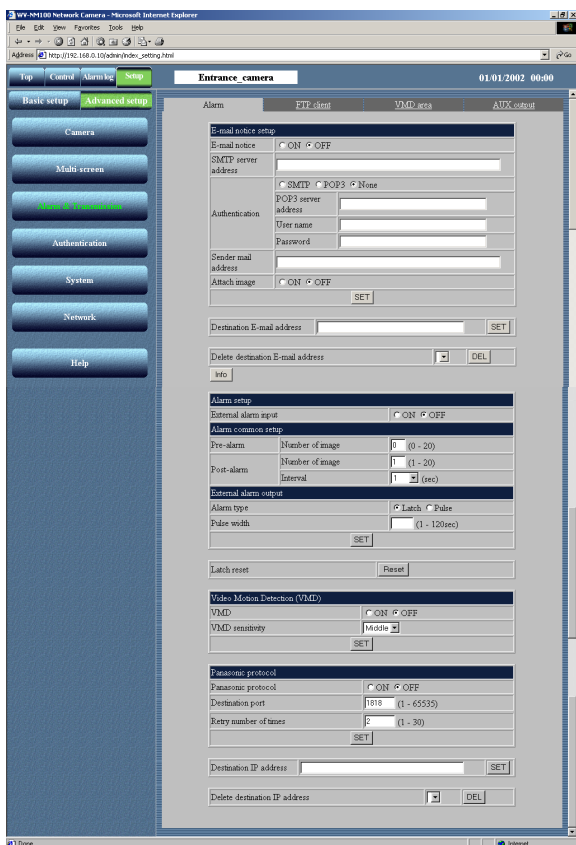 WV-NM100 Network Camera - Microsoft Internet Explorer
File Edit View Favorites Tools Help
Address http://192.168.0.10/admin/index_setting.html Go
Top Control Alarm log Setup Entrance_camera 01/01/2002 00:00
Basic setup Advanced setup
Camera
Multi-screen
Alarm & Transmission
Authentication
System
Network
Help
Alarm FTP client VMD area AUX output
E-mail notice setup
E-mail notice ON OFF
SMTP server address
Authentication SMTP POP3 None
POP3 server address
User name
Password
Sender mail address
Attach image ON OFF
SET
Destination E-mail address SET
Delete destination E-mail address DEL
Info
Alarm setup
External alarm input ON OFF
Alarm common setup
Pre-alarm Number of image 0 (0 - 20)
Post-alarm Number of image 1 (1 - 20)
Interval 1 (sec)
External alarm output
Alarm type Latch Pulse
Pulse width (1 - 120sec)
SET
Latch reset Reset
Video Motion Detection (VMD)
VMD ON OFF
VMD sensitivity Middle
SET
Panasonic protocol
Panasonic protocol ON OFF
Destination port 1818 (1 - 65535)
Retry number of times 2 (1 - 30)
SET
Destination IP address SET
Delete destination IP address DEL
Done Internet